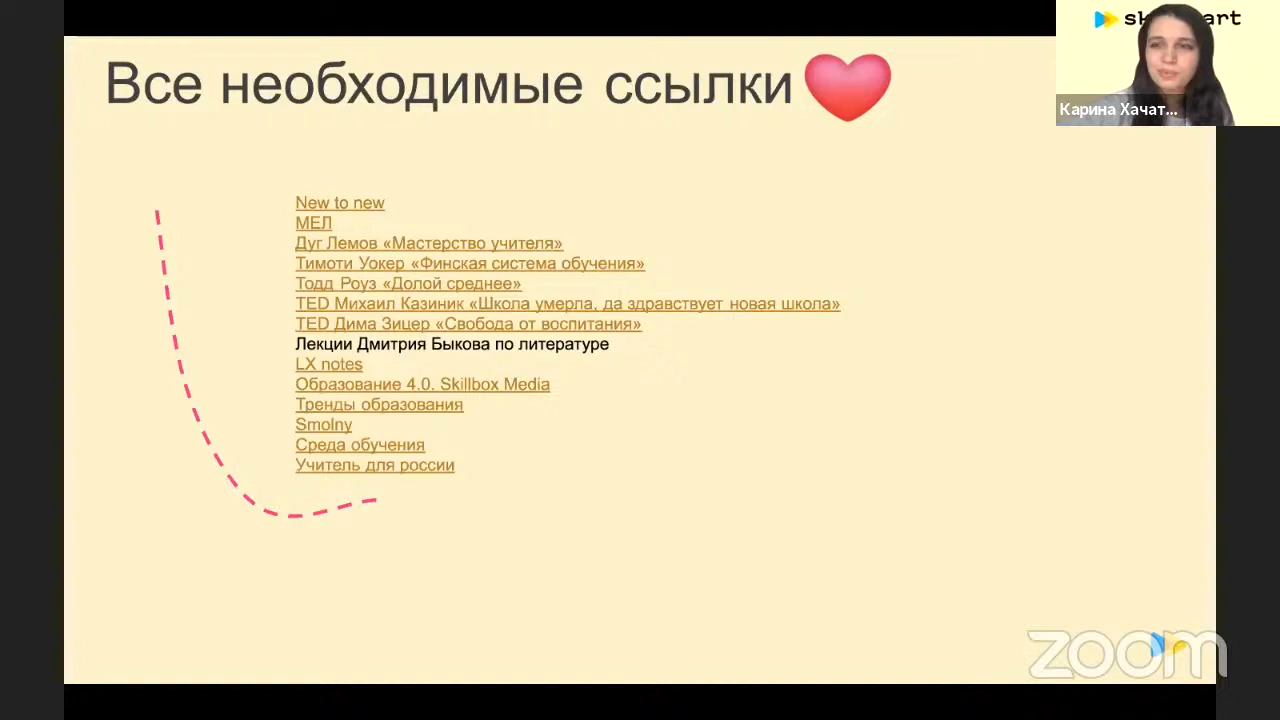 Все необходимые ссылки
Карина Хачат...
New to new
МЕЛ
Дуг Лемов «Мастерство учителя»
Тимоти Уокер «Финская система обучения»
Тодд Роуз «Долой среднее»
TED Михаил Казиник «Школа умерла, да здравствует новая школа»
TED Дима Зицер «Свобода от воспитания»
Лекции Дмитрия Быкова по литературе
LX notes
Образование 4.0. Skillbox Media
Тренды образования
Smolny
Среда обучения
Учитель для россии
zoom